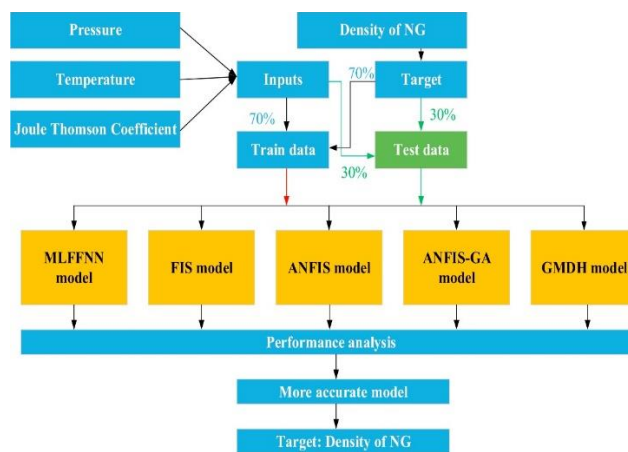 Pressure
Density of NG
Temperature
Inputs
70%
Target
Joule Thomson Coefficient
70%
30%
Train data
Test data
30%
MLFFNN
model
FIS model
ANFIS model
ANFIS-GA
model
GMDH model
Performance analysis
More accurate model
Target: Density of NG